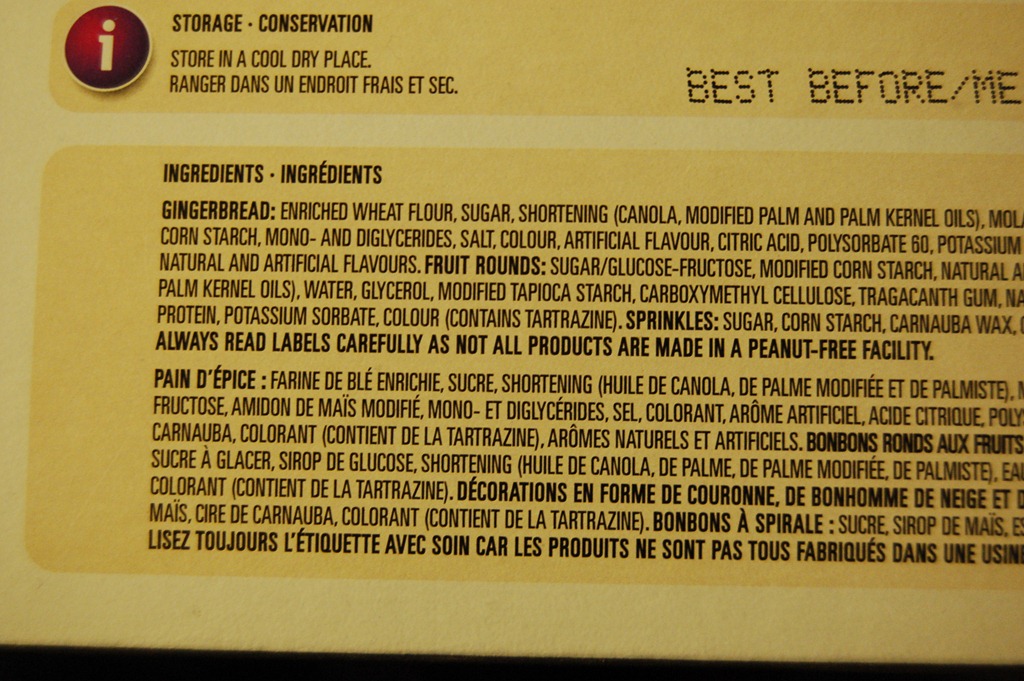 i
STORAGE · CONSERVATION
STORE IN A COOL DRY PLACE.
RANGER DANS UN ENDROIT FRAIS ET SEC.
BEST BEFORE/ME
INGREDIENTS · INGRÉDIENTS
GINGERBREAD: ENRICHED WHEAT FLOUR, SUGAR, SHORTENING (CANOLA, MODIFIED PALM AND PALM KERNEL OILS), MOLA
CORN STARCH, MONO- AND DIGLYCERIDES, SALT, COLOUR, ARTIFICIAL FLAVOUR, CITRIC ACID, POLYSORBATE 60, POTASSIUM
NATURAL AND ARTIFICIAL FLAVOURS. FRUIT ROUNDS: SUGAR/GLUCOSE-FRUCTOSE, MODIFIED CORN STARCH, NATURAL A
PALM KERNEL OILS), WATER, GLYCEROL, MODIFIED TAPIOCA STARCH, CARBOXYMETHYL CELLULOSE, TRAGACANTH GUM, NA
PROTEIN, POTASSIUM SORBATE, COLOUR (CONTAINS TARTRAZINE). SPRINKLES: SUGAR, CORN STARCH, CARNAUBA WAX,
ALWAYS READ LABELS CAREFULLY AS NOT ALL PRODUCTS ARE MADE IN A PEANUT-FREE FACILITY.
PAIN D'ÉPICE : FARINE DE BLÉ ENRICHIE, SUCRE, SHORTENING (HUILE DE CANOLA, DE PALME MODIFIÉE ET DE PALMISTE),
FRUCTOSE, AMIDON DE MAÏS MODIFIÉ, MONO- ET DIGLYCÉRIDES, SEL, COLORANT, ARÔME ARTIFICIEL, ACIDE CITRIQUE, POLY
CARNAUBA, COLORANT (CONTIENT DE LA TARTRAZINE), ARÔMES NATURELS ET ARTIFICIELS. BONBONS RONDS AUX FRUITS
SUCRE À GLACER, SIROP DE GLUCOSE, SHORTENING (HUILE DE CANOLA, DE PALME, DE PALME MODIFIÉE, DE PALMISTE), EAU
COLORANT (CONTIENT DE LA TARTRAZINE). DÉCORATIONS EN FORME DE COURONNE, DE BONHOMME DE NEIGE ET D
MAÏS, CIRE DE CARNAUBA, COLORANT (CONTIENT DE LA TARTRAZINE). BONBONS À SPIRALE : SUCRE, SIROP DE MAÏS, ES
LISEZ TOUJOURS L'ÉTIQUETTE AVEC SOIN CAR LES PRODUITS NE SONT PAS TOUS FABRIQUÉS DANS UNE USINE